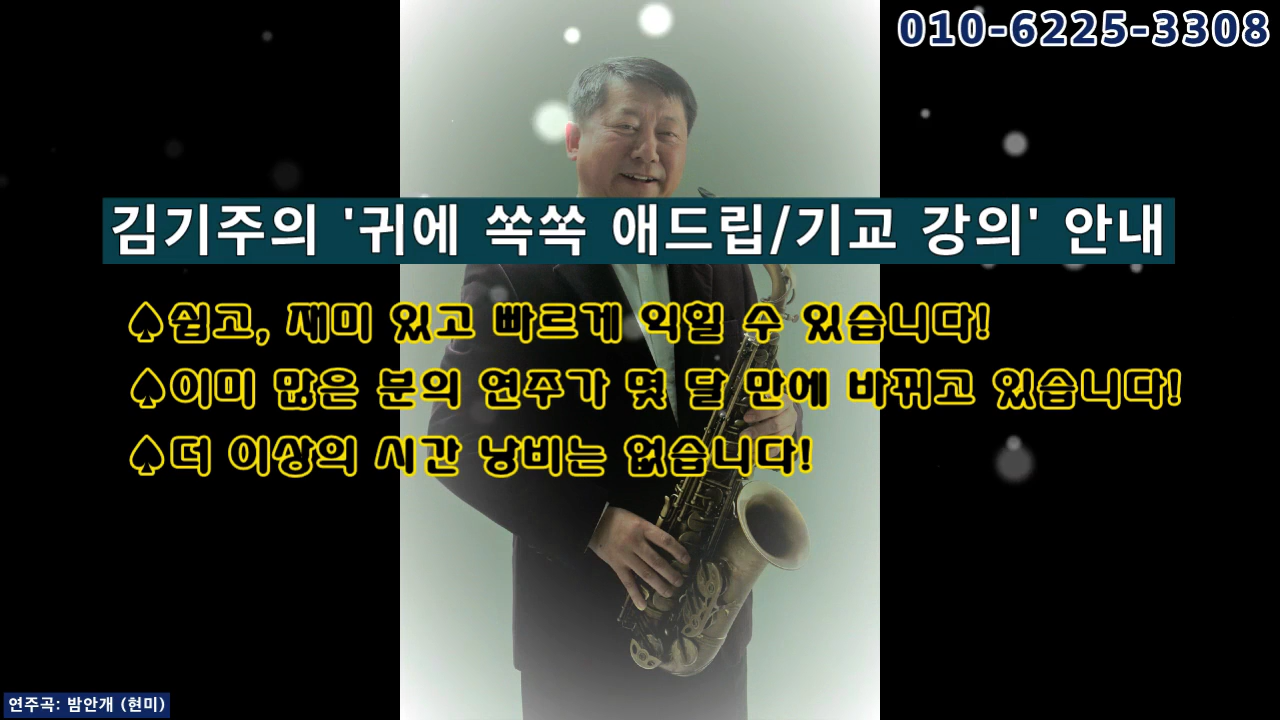 010-6225-3308
김기주의 '귀에 쏙쏙 애드립/기교 강의' 안내
♠쉽고, 재미 있고 빠르게 익힐 수 있습니다!
♠이미 많은 분의 연주가 몇 달 만에 바뀌고 있습니다!
♠더 이상의 시간 낭비는 없습니다!
연주곡: 밤안개 (현미)